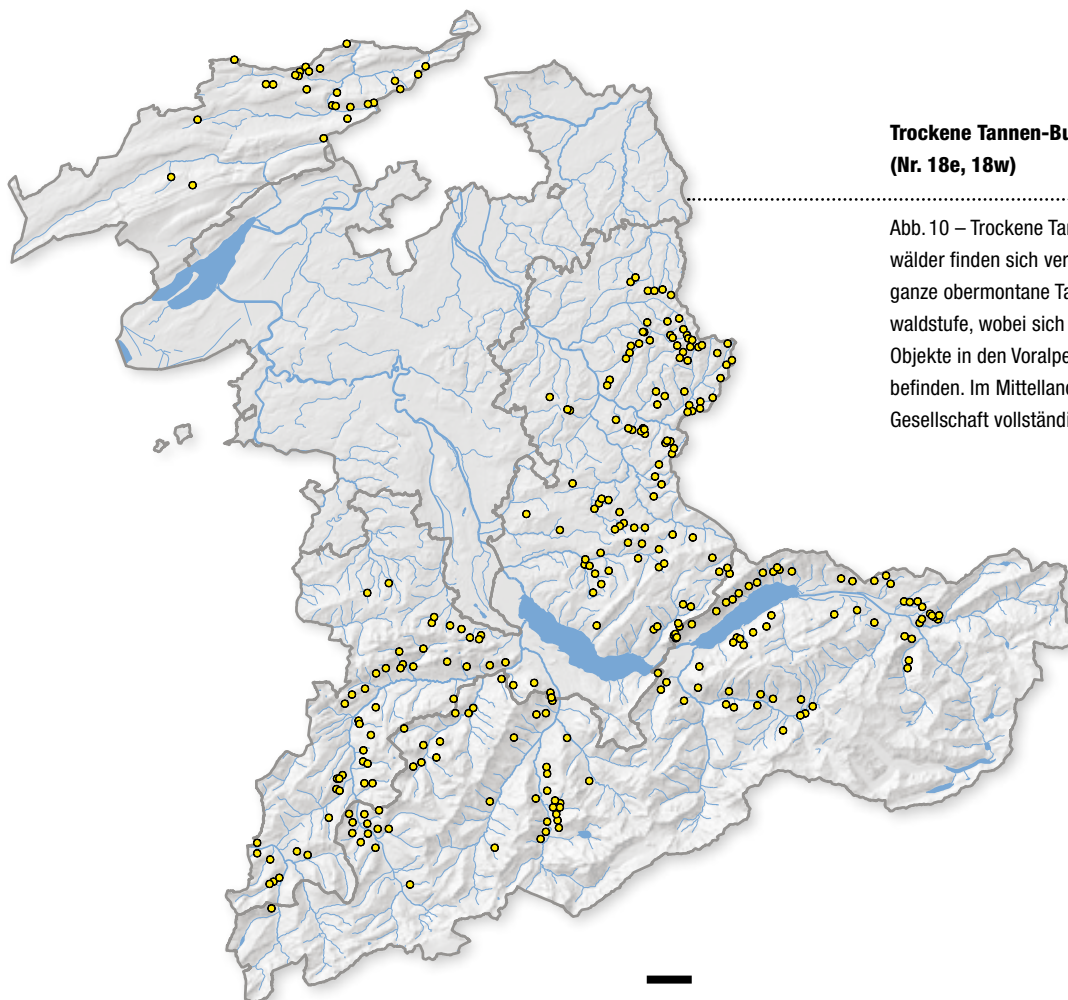 Trockene Tannen-Bu
(Nr. 18e, 18w)
Abb. 10 – Trockene Tan
wälder finden sich ver
ganze obermontane Ta
waldstufe, wobei sich
Objekte in den Voralpe
befinden. Im Mittelland
Gesellschaft vollständi